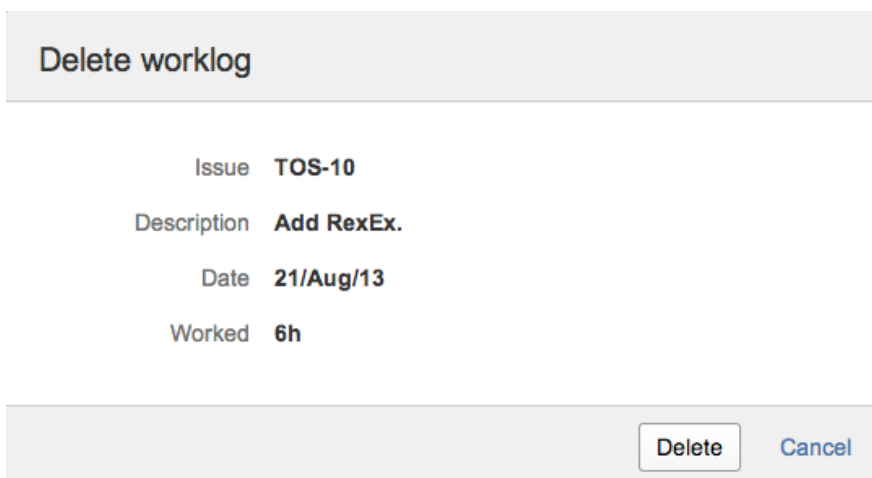 Delete worklog
Issue TOS-10
Description Add RexEx.
Date 21/Aug/13
Worked 6h
Delete Cancel